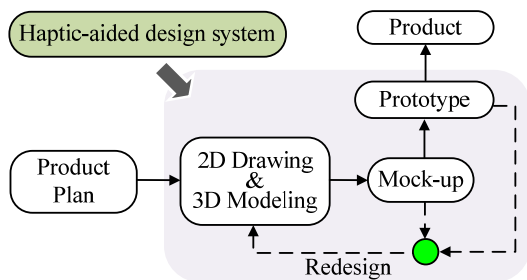 Haptic-aided design system
Product
Prototype
Product
Plan
2D Drawing
&
3D Modeling
Mock-up
Redesign